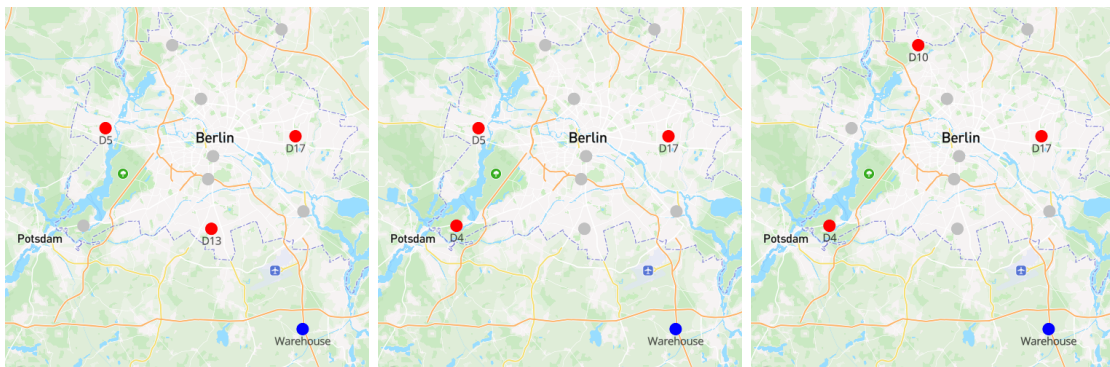 D5
Berlin
D17
D13
Potsdam
Warehouse
D5
Berlin
D17
D4
Potsdam
Warehouse
D10
Berlin
D17
D4
Potsdam
Warehouse